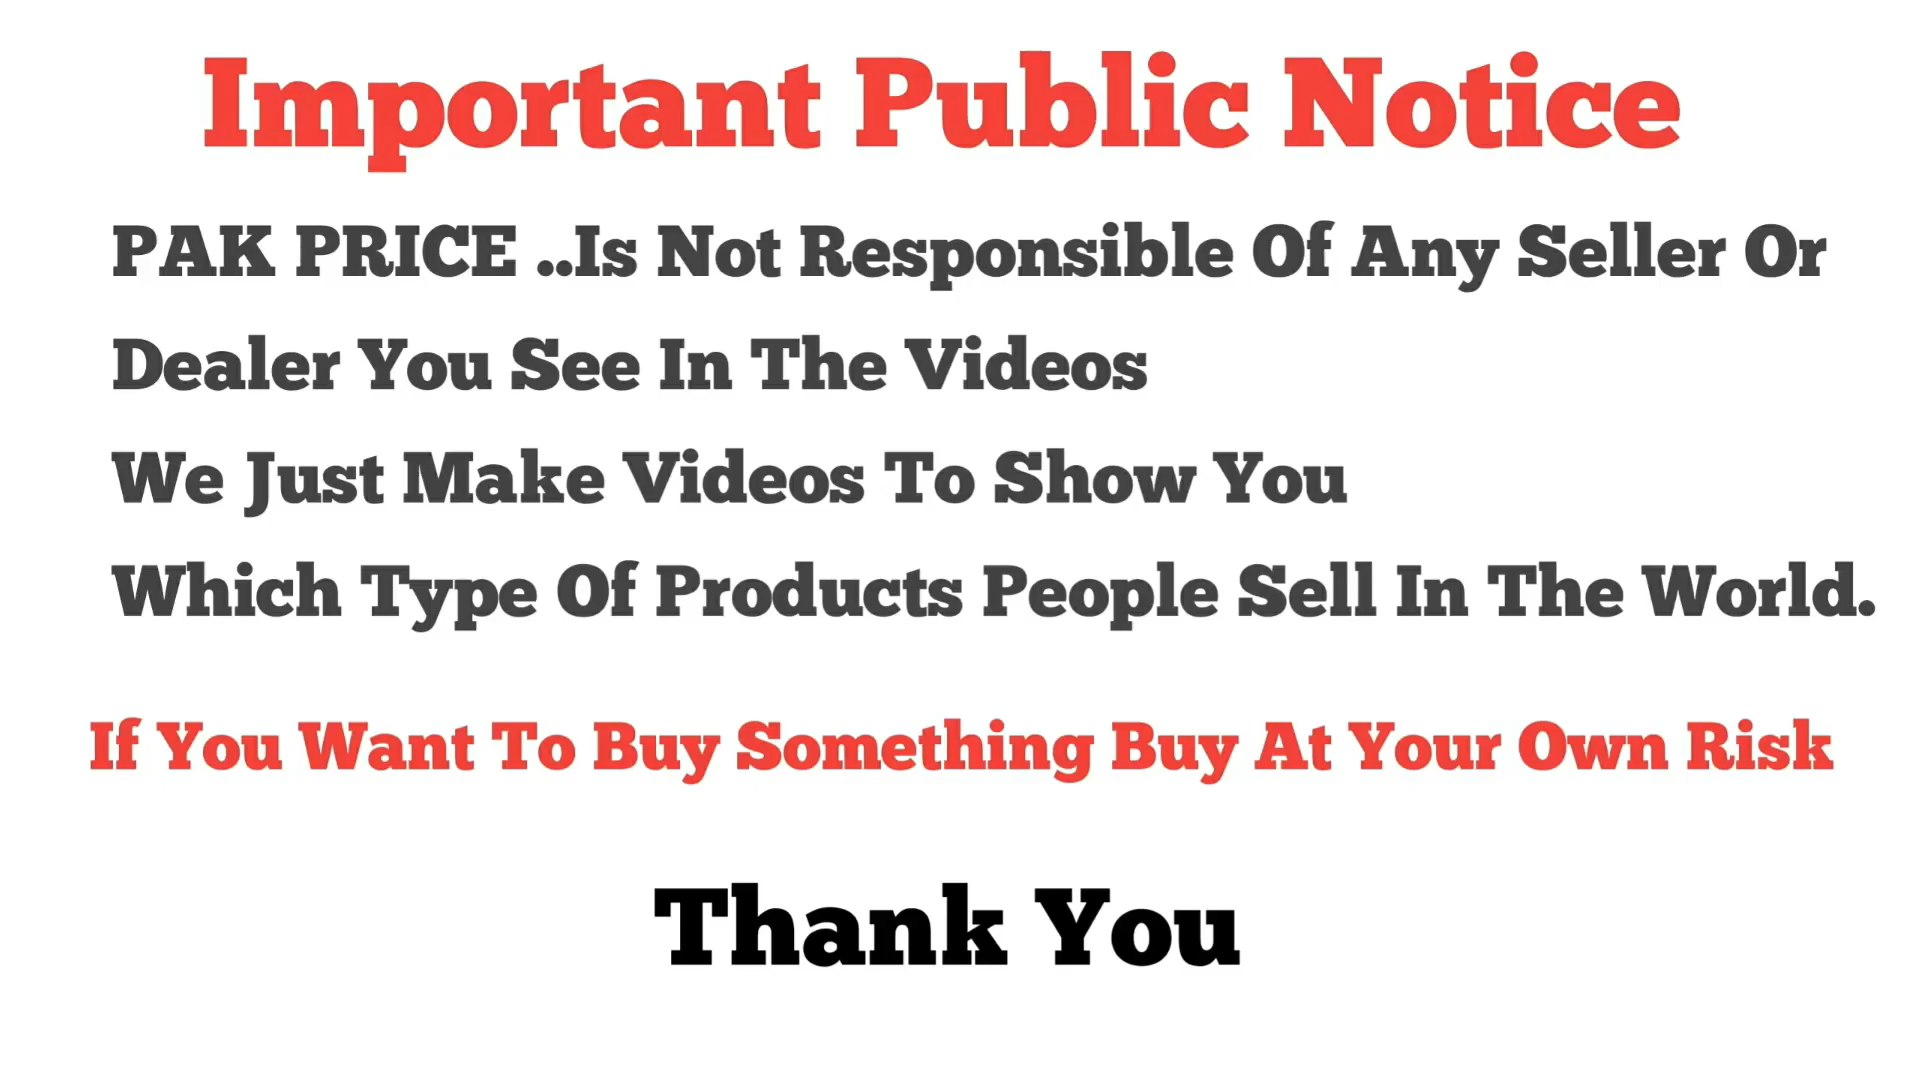 Important Public Notice
PAK PRICE ..Is Not Responsible Of Any Seller Or
Dealer You See In The Videos
We Just Make Videos To Show You
Which Type Of Products People Sell In The World.
If You Want To Buy Something Buy At Your Own Risk
Thank You